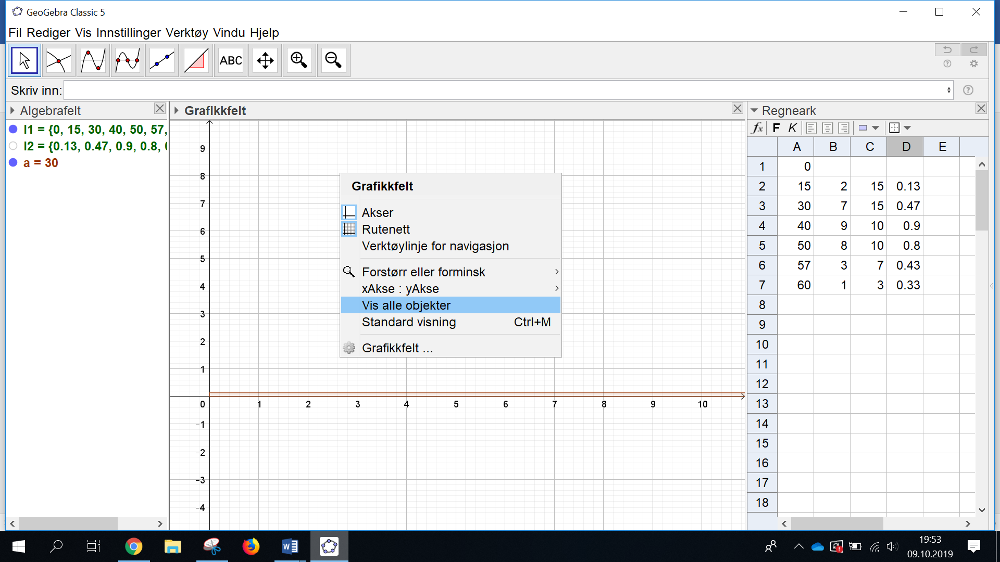 GeoGebra Classic 5
Fil Rediger Vis Innstillinger Verktøy Vindu Hjelp
ABC
Skriv inn:
Algebrafelt
l1 = {0, 15, 30, 40, 50, 57,
l2 = {0.13, 0.47, 0.9, 0.8,
a = 30
Grafikkfelt
9
8
7
6
5
4
3
2
1
0 1 2 3 4 5 6 7 8 9 10
−1
−2
−3
−4
Grafikkfelt
Akser
Rutenett
Verktøylinje for navigasjon
Forstørr eller forminsk
xAkse : yAkse
Vis alle objekter
Standard visning Ctrl+M
Grafikkfelt ...
Regneark
fx F K
A B C D E
1 0
2 15 2 15 0.13
3 30 7 15 0.47
4 40 9 10 0.9
5 50 8 10 0.8
6 57 3 7 0.43
7 60 1 3 0.33
8
9
10
11
12
13
14
15
16
17
18
19:53
09.10.2019